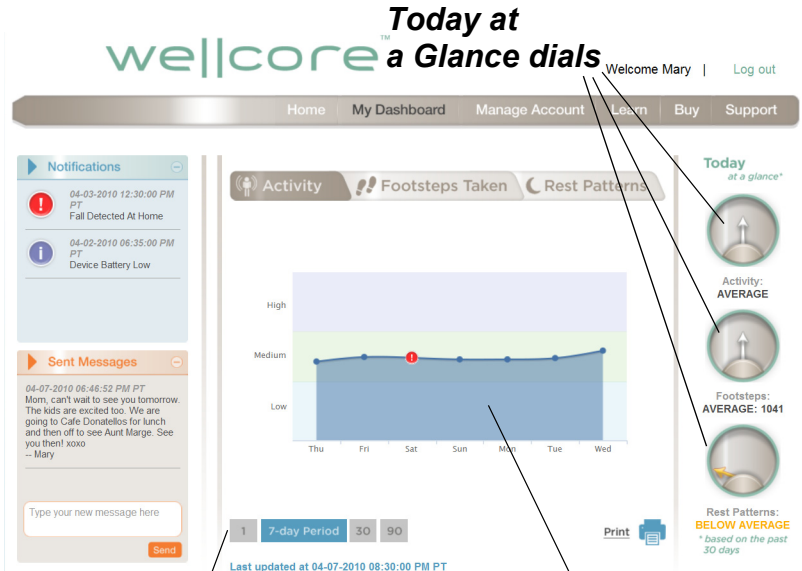 Today at
a Glance dials
wellcore™
Welcome Mary | Log out
Home My Dashboard Manage Account Learn Buy Support
Notifications
04-03-2010 12:30:00 PM
PT
Fall Detected At Home
04-02-2010 06:35:00 PM
PT
Device Battery Low
Sent Messages
04-07-2010 06:46:52 PM PT
Mom, can't wait to see you tomorrow.
The kids are excited too. We are
going to Cafe Donatellos for lunch
and then off to see Aunt Marge. See
you then! xoxo
-- Mary
Type your new message here
Send
Activity Footsteps Taken Rest Patterns
High
Medium
Low
Thu Fri Sat Sun Mon Tue Wed
1 7-day Period 30 90
Print
Last updated at 04-07-2010 08:30:00 PM PT
Today
at a glance*
Activity:
AVERAGE
Footsteps:
AVERAGE: 1041
Rest Patterns:
BELOW AVERAGE
* based on the past
30 days